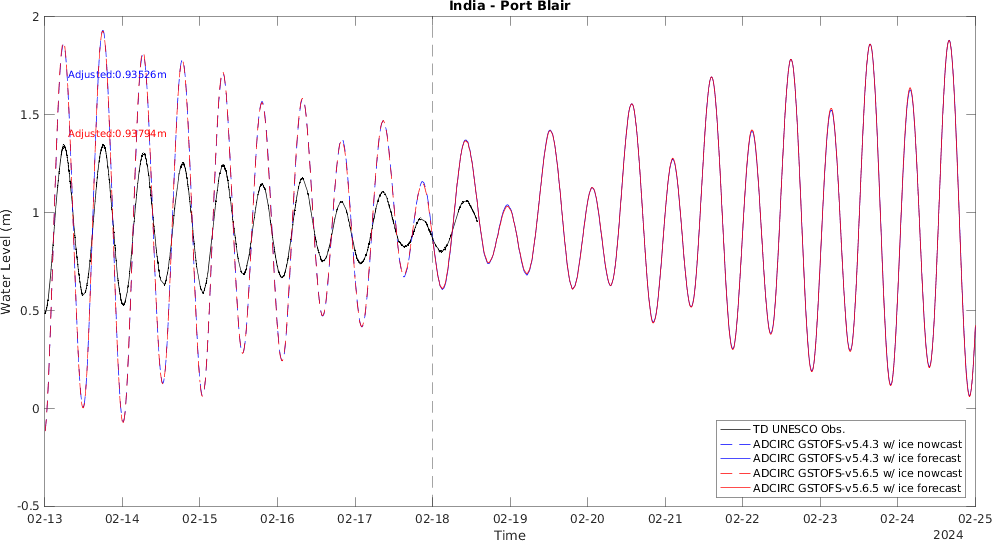 India - Port Blair
Water Level (m)
2
1.5
1
0.5
0
-0.5
Adjusted:0.93526m
Adjusted:0.93794m
TD UNESCO Obs.
ADCIRC GSTOFS-v5.4.3 w/ ice nowcast
ADCIRC GSTOFS-v5.4.3 w/ ice forecast
ADCIRC GSTOFS-v5.6.5 w/ ice nowcast
ADCIRC GSTOFS-v5.6.5 w/ ice forecast
02-13 02-14 02-15 02-16 02-17 02-18 02-19 02-20 02-21 02-22 02-23 02-24 02-25
Time
2024